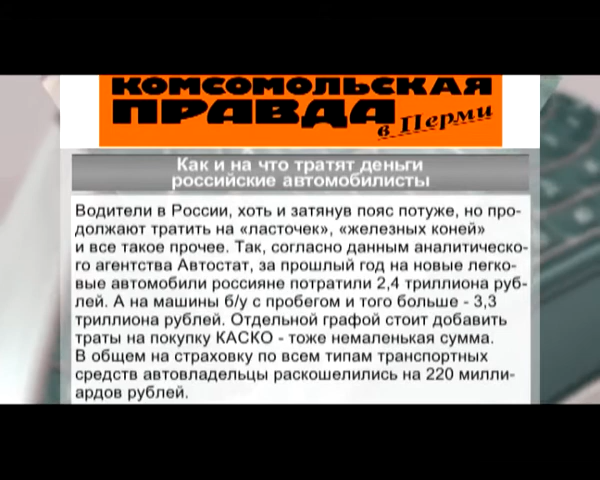 КОМСОМОЛЬСКАЯ
ПРАВДА
в Перми
Как и на что тратят деньги
российские автомобилисты
Водители в России, хоть и затянув пояс потуже, но про-
должают тратить на «ласточек», «железных коней»
и все такое прочее. Так, согласно данным аналитическо-
го агентства Автостат, за прошлый год на новые легко-
вые автомобили россияне потратили 2,4 триллиона руб-
лей. А на машины б/у с пробегом и того больше - 3,3
триллиона рублей. Отдельной графой стоит добавить
траты на покупку КАСКО - тоже немаленькая сумма.
В общем на страховку по всем типам транспортных
средств автовладельцы раскошелились на 220 милли-
ардов рублей.